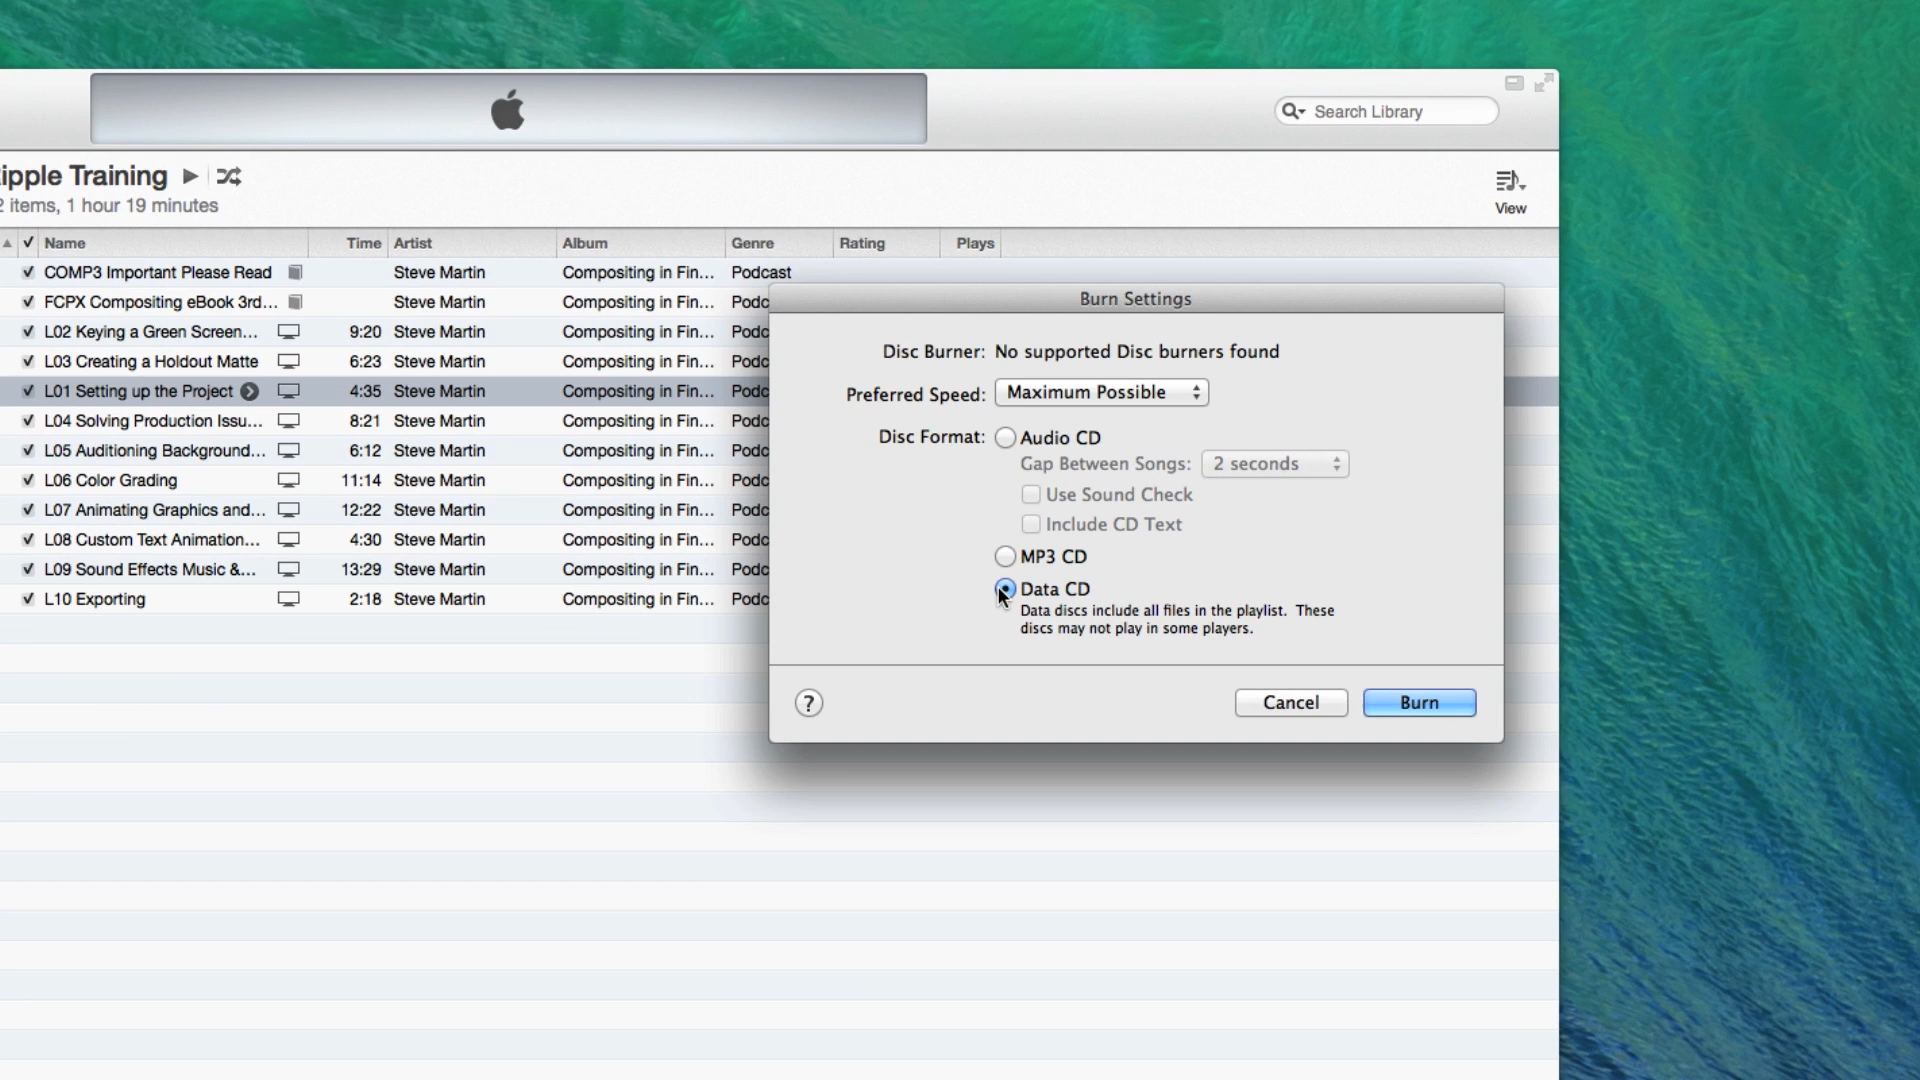 Search Library
ipple Training
2 items, 1 hour 19 minutes
View
Name Time Artist Album Genre Rating Plays
COMP3 Important Please Read Steve Martin Compositing in Fin... Podcast
FCPX Compositing eBook 3rd... Steve Martin Compositing in Fin... Podc
L02 Keying a Green Screen... 9:20 Steve Martin Compositing in Fin... Podc
L03 Creating a Holdout Matte 6:23 Steve Martin Compositing in Fin... Podc
L01 Setting up the Project 4:35 Steve Martin Compositing in Fin... Podc
L04 Solving Production Issu... 8:21 Steve Martin Compositing in Fin... Podc
L05 Auditioning Background... 6:12 Steve Martin Compositing in Fin... Podc
L06 Color Grading 11:14 Steve Martin Compositing in Fin... Podc
L07 Animating Graphics and... 12:22 Steve Martin Compositing in Fin... Podc
L08 Custom Text Animation... 4:30 Steve Martin Compositing in Fin... Podc
L09 Sound Effects Music &... 13:29 Steve Martin Compositing in Fin... Podc
L10 Exporting 2:18 Steve Martin Compositing in Fin... Podc
Burn Settings
Disc Burner: No supported Disc burners found
Preferred Speed: Maximum Possible
Disc Format: Audio CD
Gap Between Songs: 2 seconds
Use Sound Check
Include CD Text
MP3 CD
Data CD
Data discs include all files in the playlist. These
discs may not play in some players.
? Cancel Burn